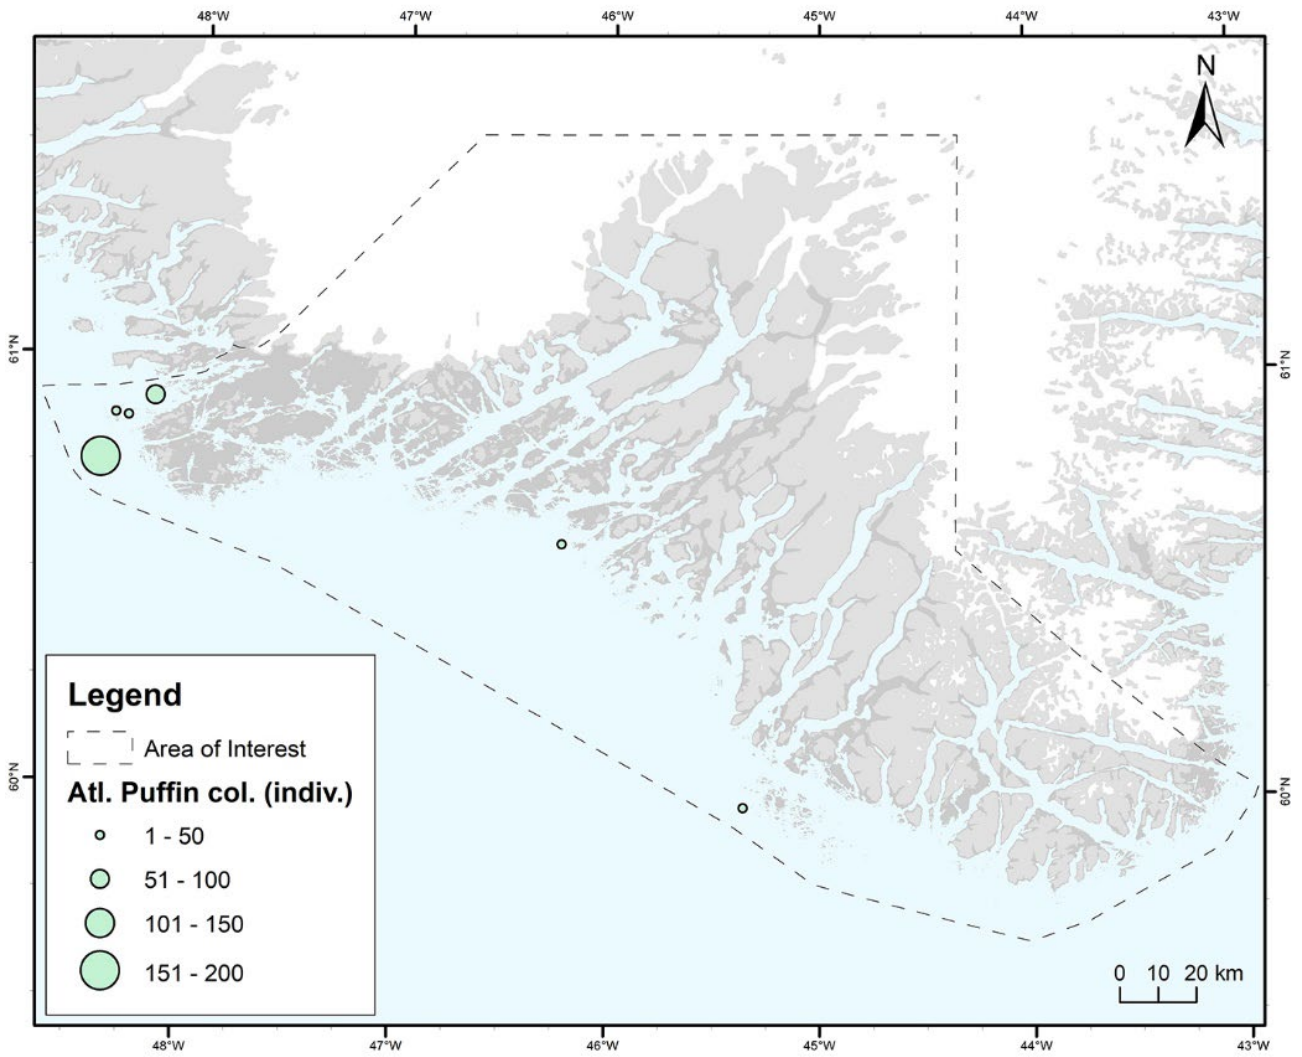 48°W 47°W 46°W 45°W 44°W 43°W
N
61°N
61°N
60°N
60°N
Legend
Area of Interest
Atl. Puffin col. (indiv.)
1 - 50
51 - 100
101 - 150
151 - 200
0 10 20 km
48°W 47°W 46°W 45°W 44°W 43°W